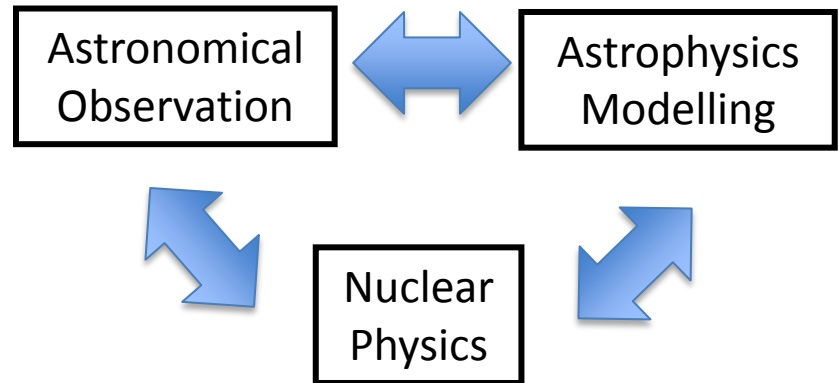 Astronomical
Observation
Astrophysics
Modelling
Nuclear
Physics